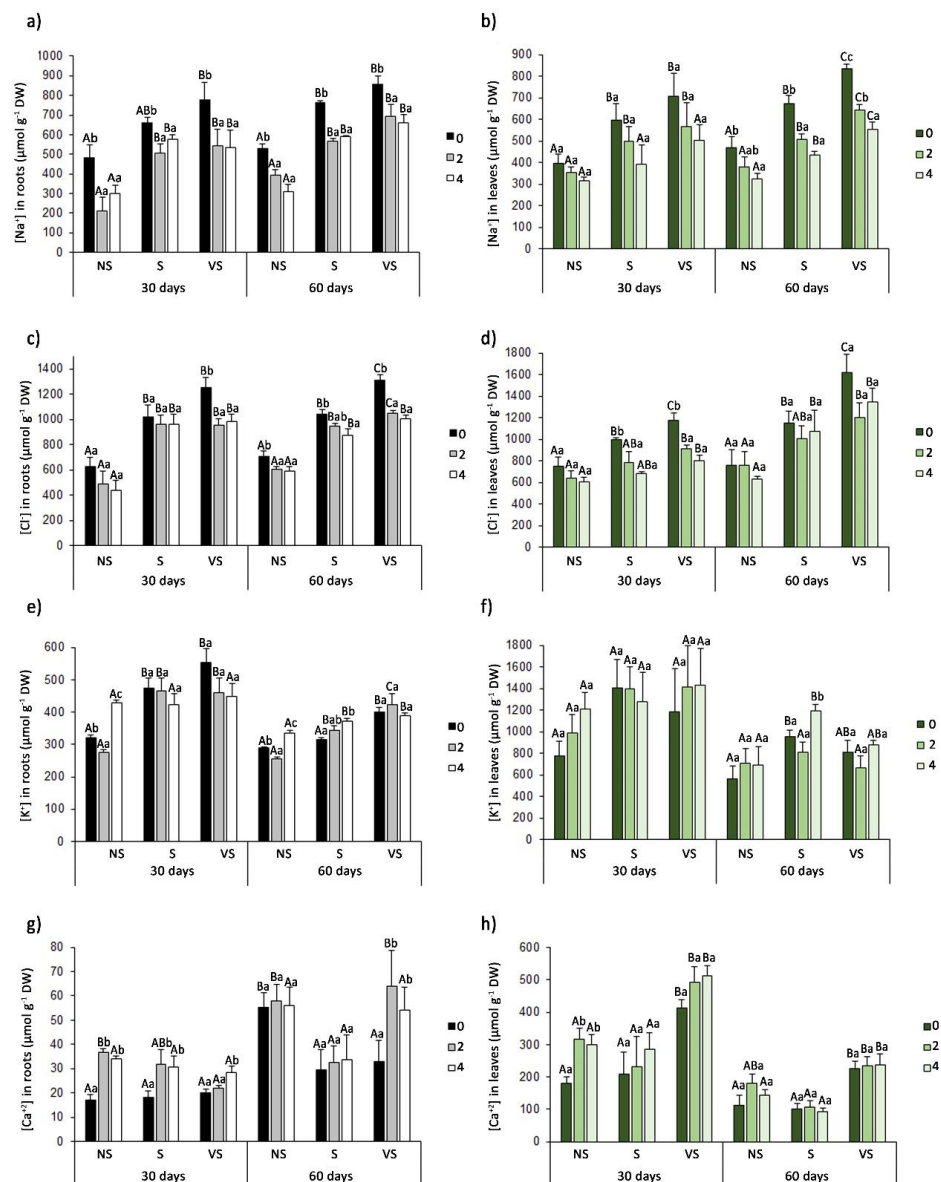 a)
[Na⁺] in roots (µmol g⁻¹ DW)
1000
900
800
700
600
500
400
300
200
100
0
Ab Aa Aa ABb Ba Ba Bb Ba Ba Ab Aa Aa Bb Ba Ba Bb Ba Ba
NS S VS NS S VS
30 days 60 days
0
2
4
b)
[Na⁺] in leaves (µmol g⁻¹ DW)
900
800
700
600
500
400
300
200
100
0
Aa Aa Aa Ba Ba Aa Ba Ba Aa Ab Aab Aa Bb Ba Ba Cc Cb Ca
NS S VS NS S VS
30 days 60 days
0
2
4
c)
[Cl⁻] in roots (µmol g⁻¹ DW)
1400
1200
1000
800
600
400
200
0
Aa Aa Aa Ba Ba Ba Bb Ba Ba Ab Aa Aa Bb Bab Ba Cb Ca Ba
NS S VS NS S VS
30 days 60 days
0
2
4
d)
[Cl⁻] in leaves (µmol g⁻¹ DW)
1800
1600
1400
1200
1000
800
600
400
200
0
Aa Aa Aa Bb ABa ABa Cb Ba Ba Aa Aa Aa Ba ABa Ba Ca Ba Ba
NS S VS NS S VS
30 days 60 days
0
2
4
e)
[K⁺] in roots (µmol g⁻¹ DW)
600
500
400
300
200
100
0
Ab Aa Ac Ba Ba Aa Ba Ba Aa Ab Aa Ac Ba Bab Bb Ba Ca Ba
NS S VS NS S VS
30 days 60 days
0
2
4
f)
[K⁺] in leaves (µmol g⁻¹ DW)
1800
1600
1400
1200
1000
800
600
400
200
0
Aa Aa Aa Aa Aa Aa Aa Aa Aa Aa Aa Aa Ba Aa Bb ABa Aa ABa
NS S VS NS S VS
30 days 60 days
0
2
4
g)
[Ca⁺²] in roots (µmol g⁻¹ DW)
80
70
60
50
40
30
20
10
0
Aa Bb Ab Aa ABb Ab Aa Aa Ab Ba Ba Aa Aa Aa Aa Aa Bb Ab
NS S VS NS S VS
30 days 60 days
0
2
4
h)
[Ca⁺²] in leaves (µmol g⁻¹ DW)
600
500
400
300
200
100
0
Aa Ab Ab Aa Aa Aa Ba Ba Ba Aa ABa Aa Aa Aa Aa Ba Ba Ba
NS S VS NS S VS
30 days 60 days
0
2
4